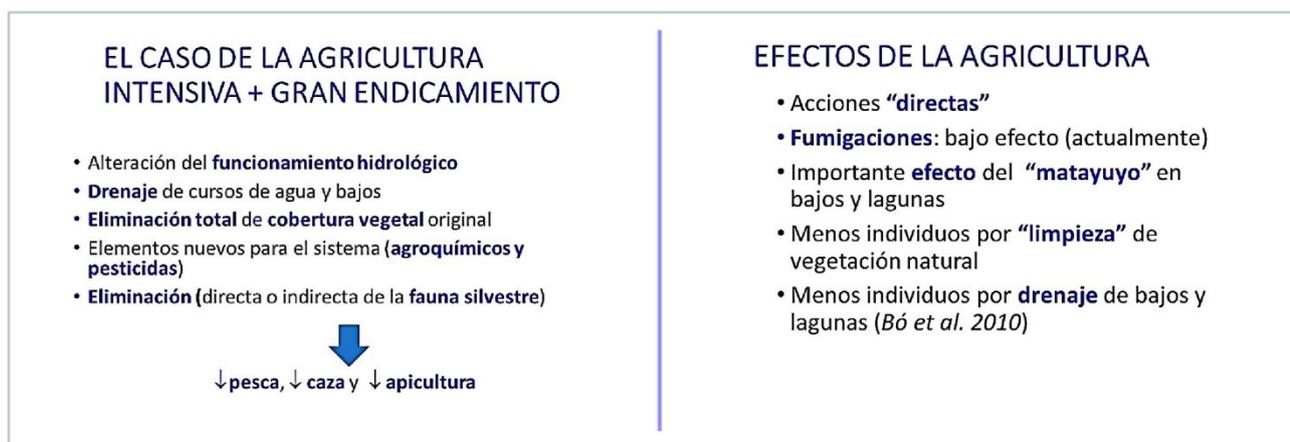 EL CASO DE LA AGRICULTURA
INTENSIVA + GRAN ENDICAMIENTO
• Alteración del funcionamiento hidrológico
• Drenaje de cursos de agua y bajos
• Eliminación total de cobertura vegetal original
• Elementos nuevos para el sistema (agroquímicos y
pesticidas)
• Eliminación (directa o indirecta de la fauna silvestre)
↓pesca, ↓ caza y ↓ apicultura
EFECTOS DE LA AGRICULTURA
• Acciones “directas”
• Fumigaciones: bajo efecto (actualmente)
• Importante efecto del “matayuyo” en
bajos y lagunas
• Menos individuos por “limpieza” de
vegetación natural
• Menos individuos por drenaje de bajos y
lagunas (Bó et al. 2010)